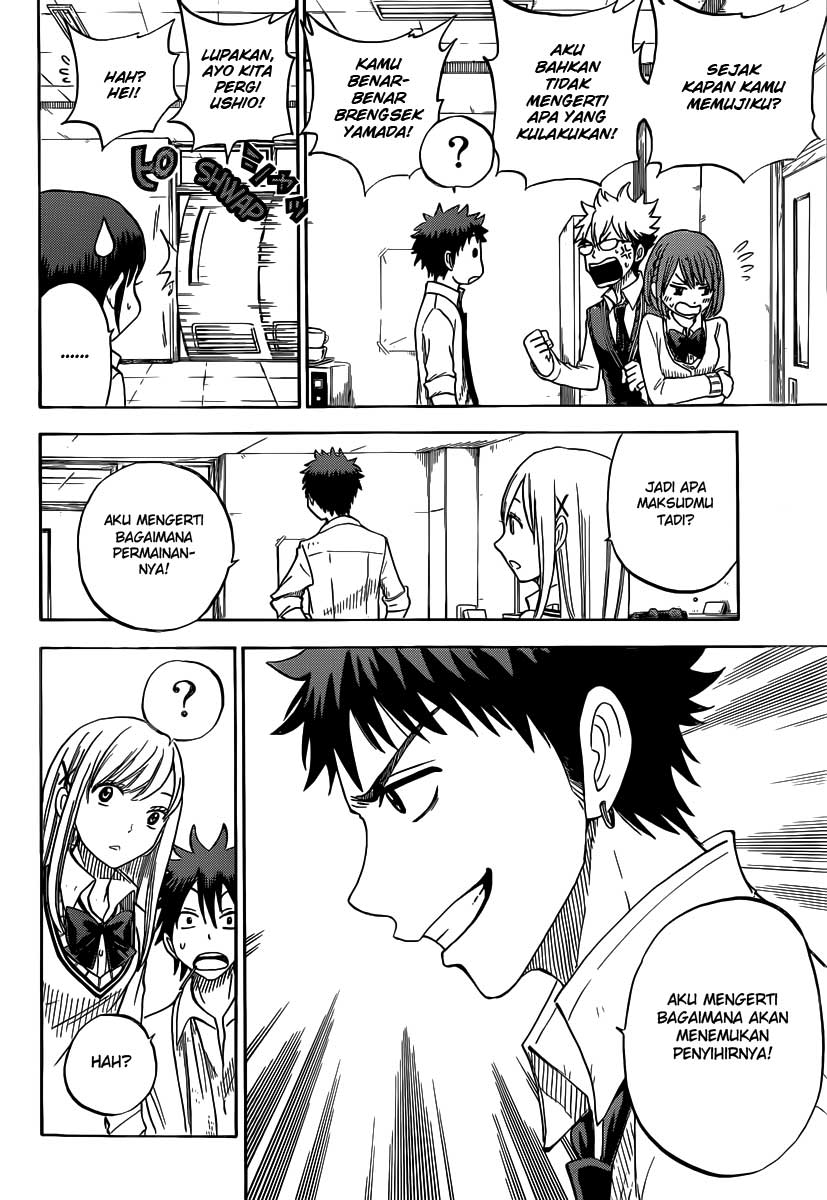 SEJAK
KAPAN KAMU
MEMUJIKU?
AKU
BAHKAN
TIDAK
MENGERTI
APA YANG
KULAKUKAN!
KAMU
BENAR-
BENAR
BRENGSEK
YAMADA!
?
LUPAKAN,
AYO KITA
PERGI
USHIO!
HAH?
HEI!
SHWAP
.......
JADI APA
MAKSUDMU
TADI?
AKU MENGERTI
BAGAIMANA
PERMAINAN-
NYA!
AKU MENGERTI
BAGAIMANA AKAN
MENEMUKAN
PENYIHIRNYA!
?
HAH?